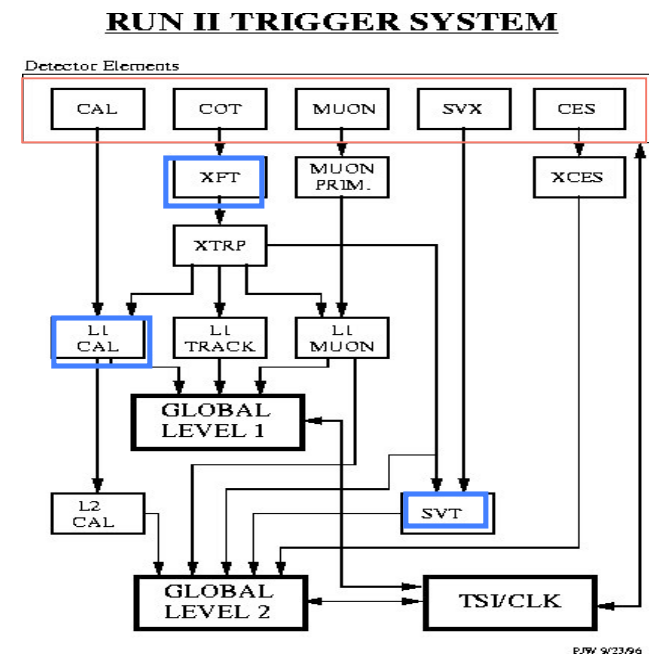 RUN II TRIGGER SYSTEM
Detector Elements
CAL
COT
MUON
SVX
CES
XFT
MUON
PRIM.
XCES
XTRP
L1
CAL
L1
TRACK
L1
MUON
GLOBAL
LEVEL 1
L2
CAL
SVT
GLOBAL
LEVEL 2
TSI/CLK
PJW 9/23/96